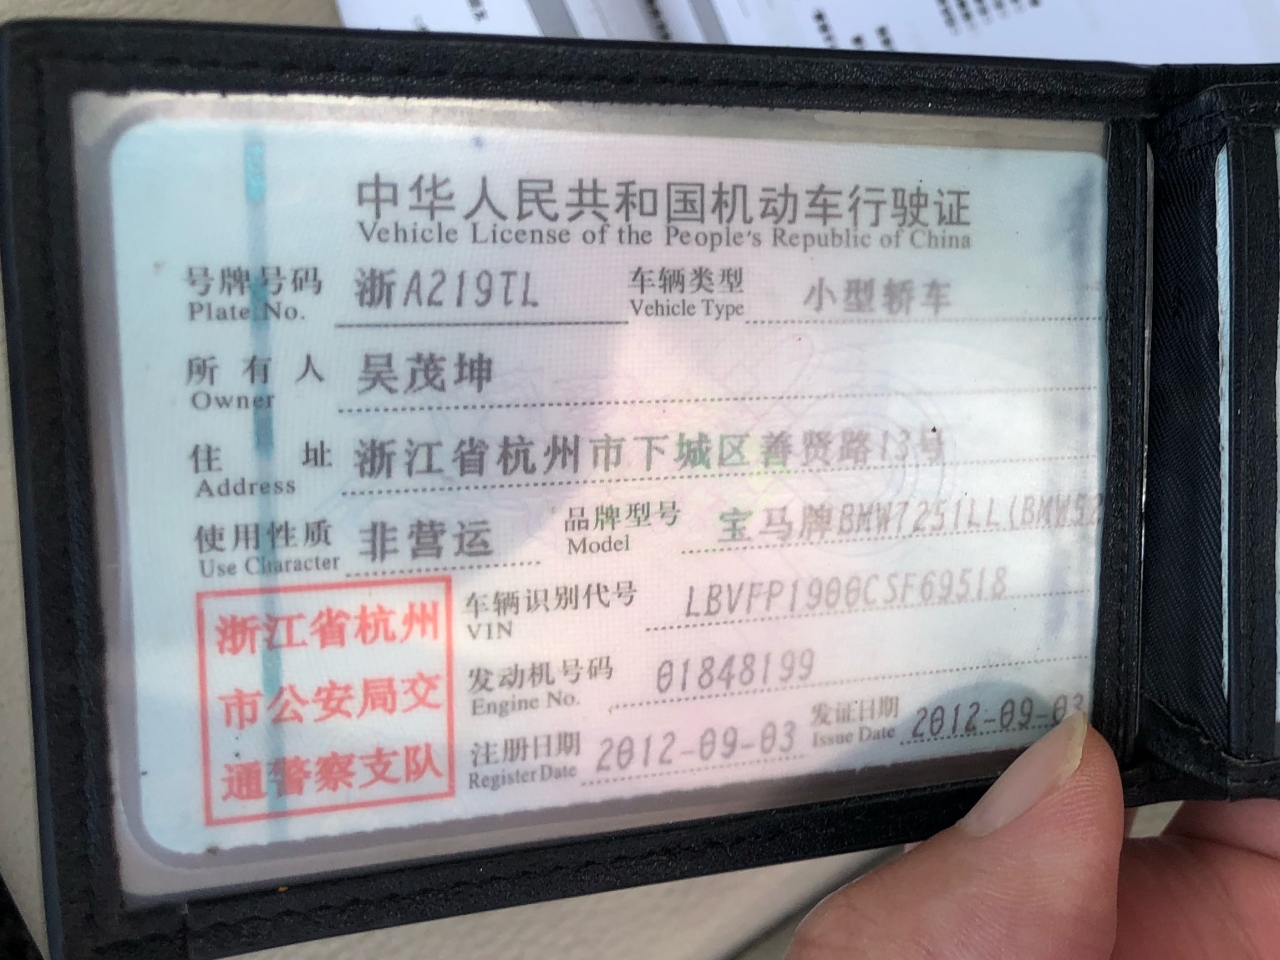 中华人民共和国机动车行驶证
Vehicle License of the People's Republic of China
号牌号码 浙A219TL 车辆类型 小型轿车
Plate No. Vehicle Type
所有人 吴茂坤
Owner
住址 浙江省杭州市下城区善贤路13号
Address
使用性质 非营运 品牌型号 宝马牌BMW7251LL(BMW52
Use Character Model
浙江省杭州
市公安局交
通警察支队
车辆识别代号 LBVFP1900CSF69518
VIN
发动机号码 01848199
Engine No.
注册日期 2012-09-03 发证日期 2012-09-03
Register Date Issue Date